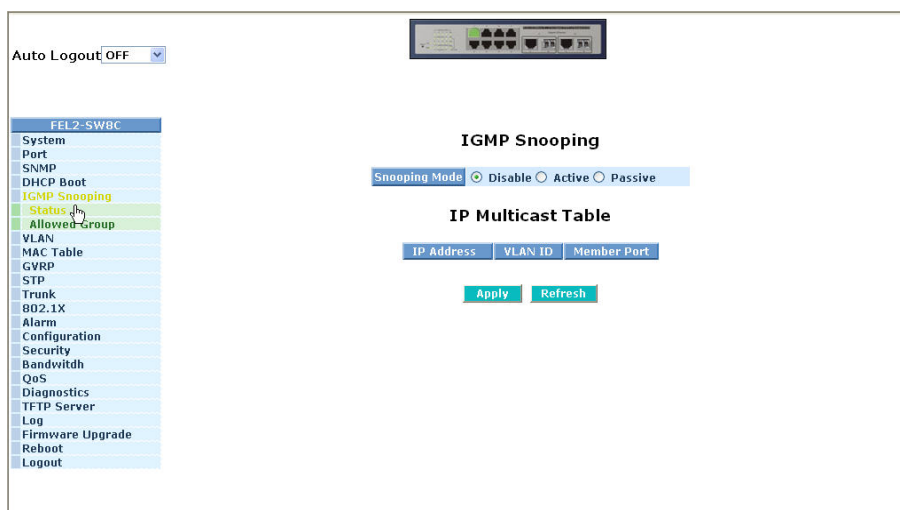 Auto Logout OFF
FEL2-SW8C
System
Port
SNMP
DHCP Boot
IGMP Snooping
Status
Allowed Group
VLAN
MAC Table
GVRP
STP
Trunk
802.1X
Alarm
Configuration
Security
Bandwitdh
QoS
Diagnostics
TFTP Server
Log
Firmware Upgrade
Reboot
Logout
IGMP Snooping
Snooping Mode Disable Active Passive
IP Multicast Table
IP Address VLAN ID Member Port
Apply Refresh